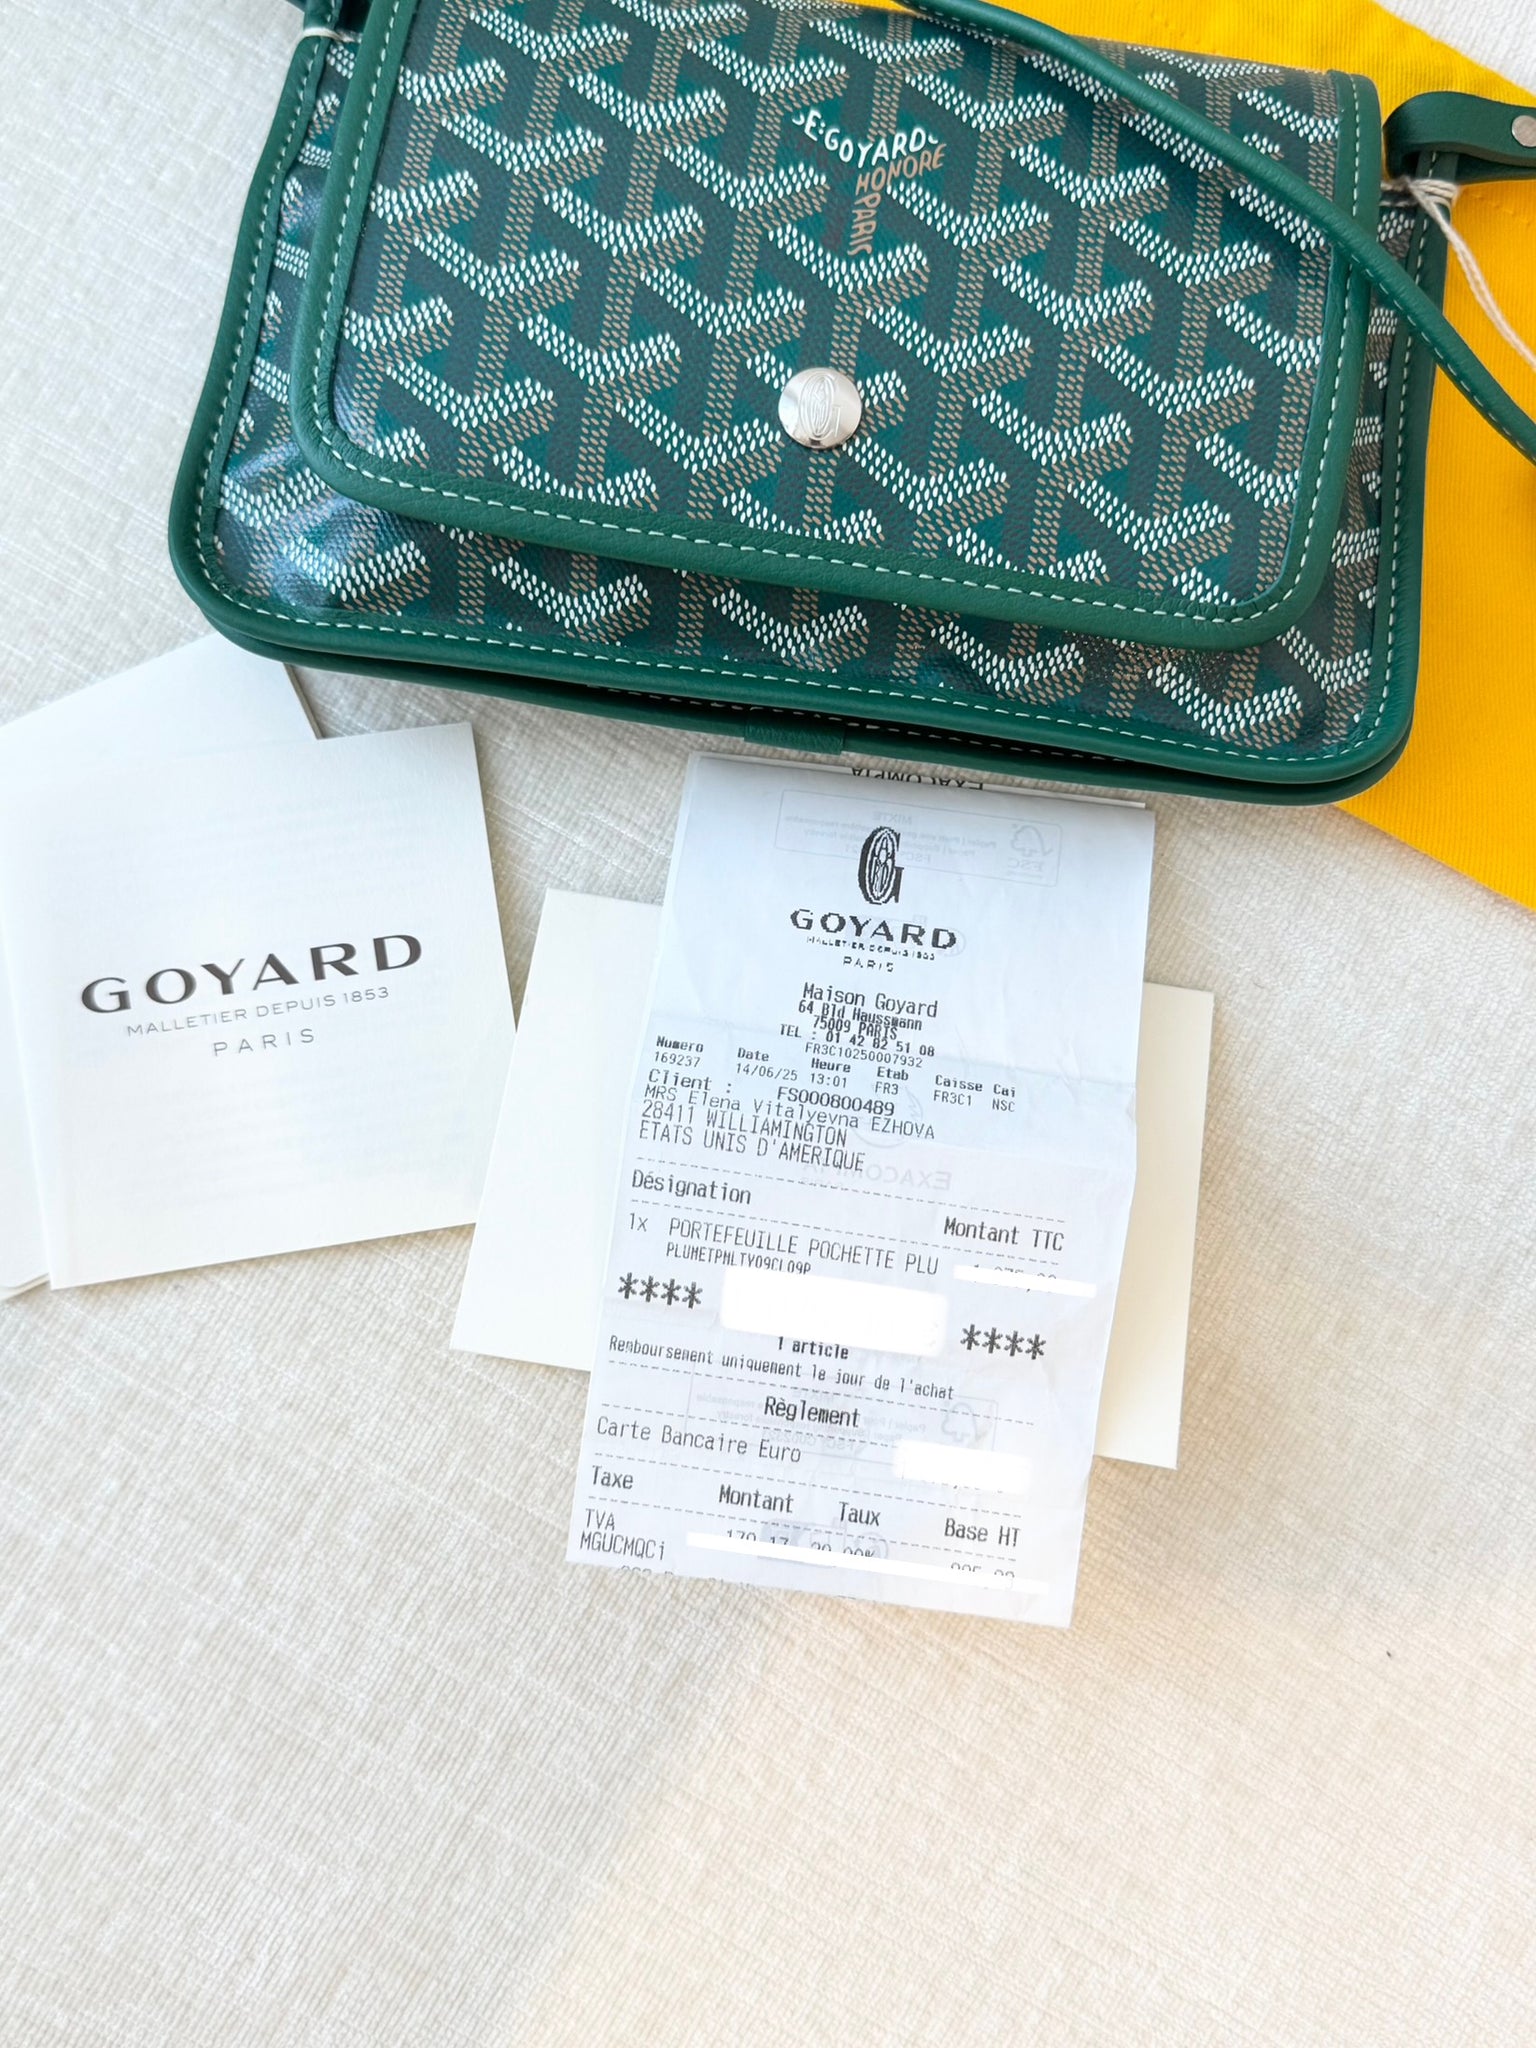 SE:GOYARD
HONORE
PARIS
GOYARD
MALLETIER DEPUIS 1853
PARIS
EXACOMPTA
GOYARD
MALLETIER DEPUIS 1853
PARIS
Maison Goyard
64 Bld Haussmann
75009 PARIS
TEL : 01 42 82 51 08
FR3C10250007932
Numero Date Heure Etab Caisse Cai
169237 14/06/25 13:01 FR3 FR3C1 NSC
Client : FS000800489
MRS Elena Vitalyevna EZHOVA
28411 WILLIAMINGTON
ETATS UNIS D'AMERIQUE
Désignation Montant TTC
1x PORTEFEUILLE POCHETTE PLU
PLUMETPMLTY09CL09P
**** ****
1 article
Remboursement uniquement le jour de l'achat
Règlement
Carte Bancaire Euro
Taxe Montant Taux Base HT
TVA
MGUCMQCi